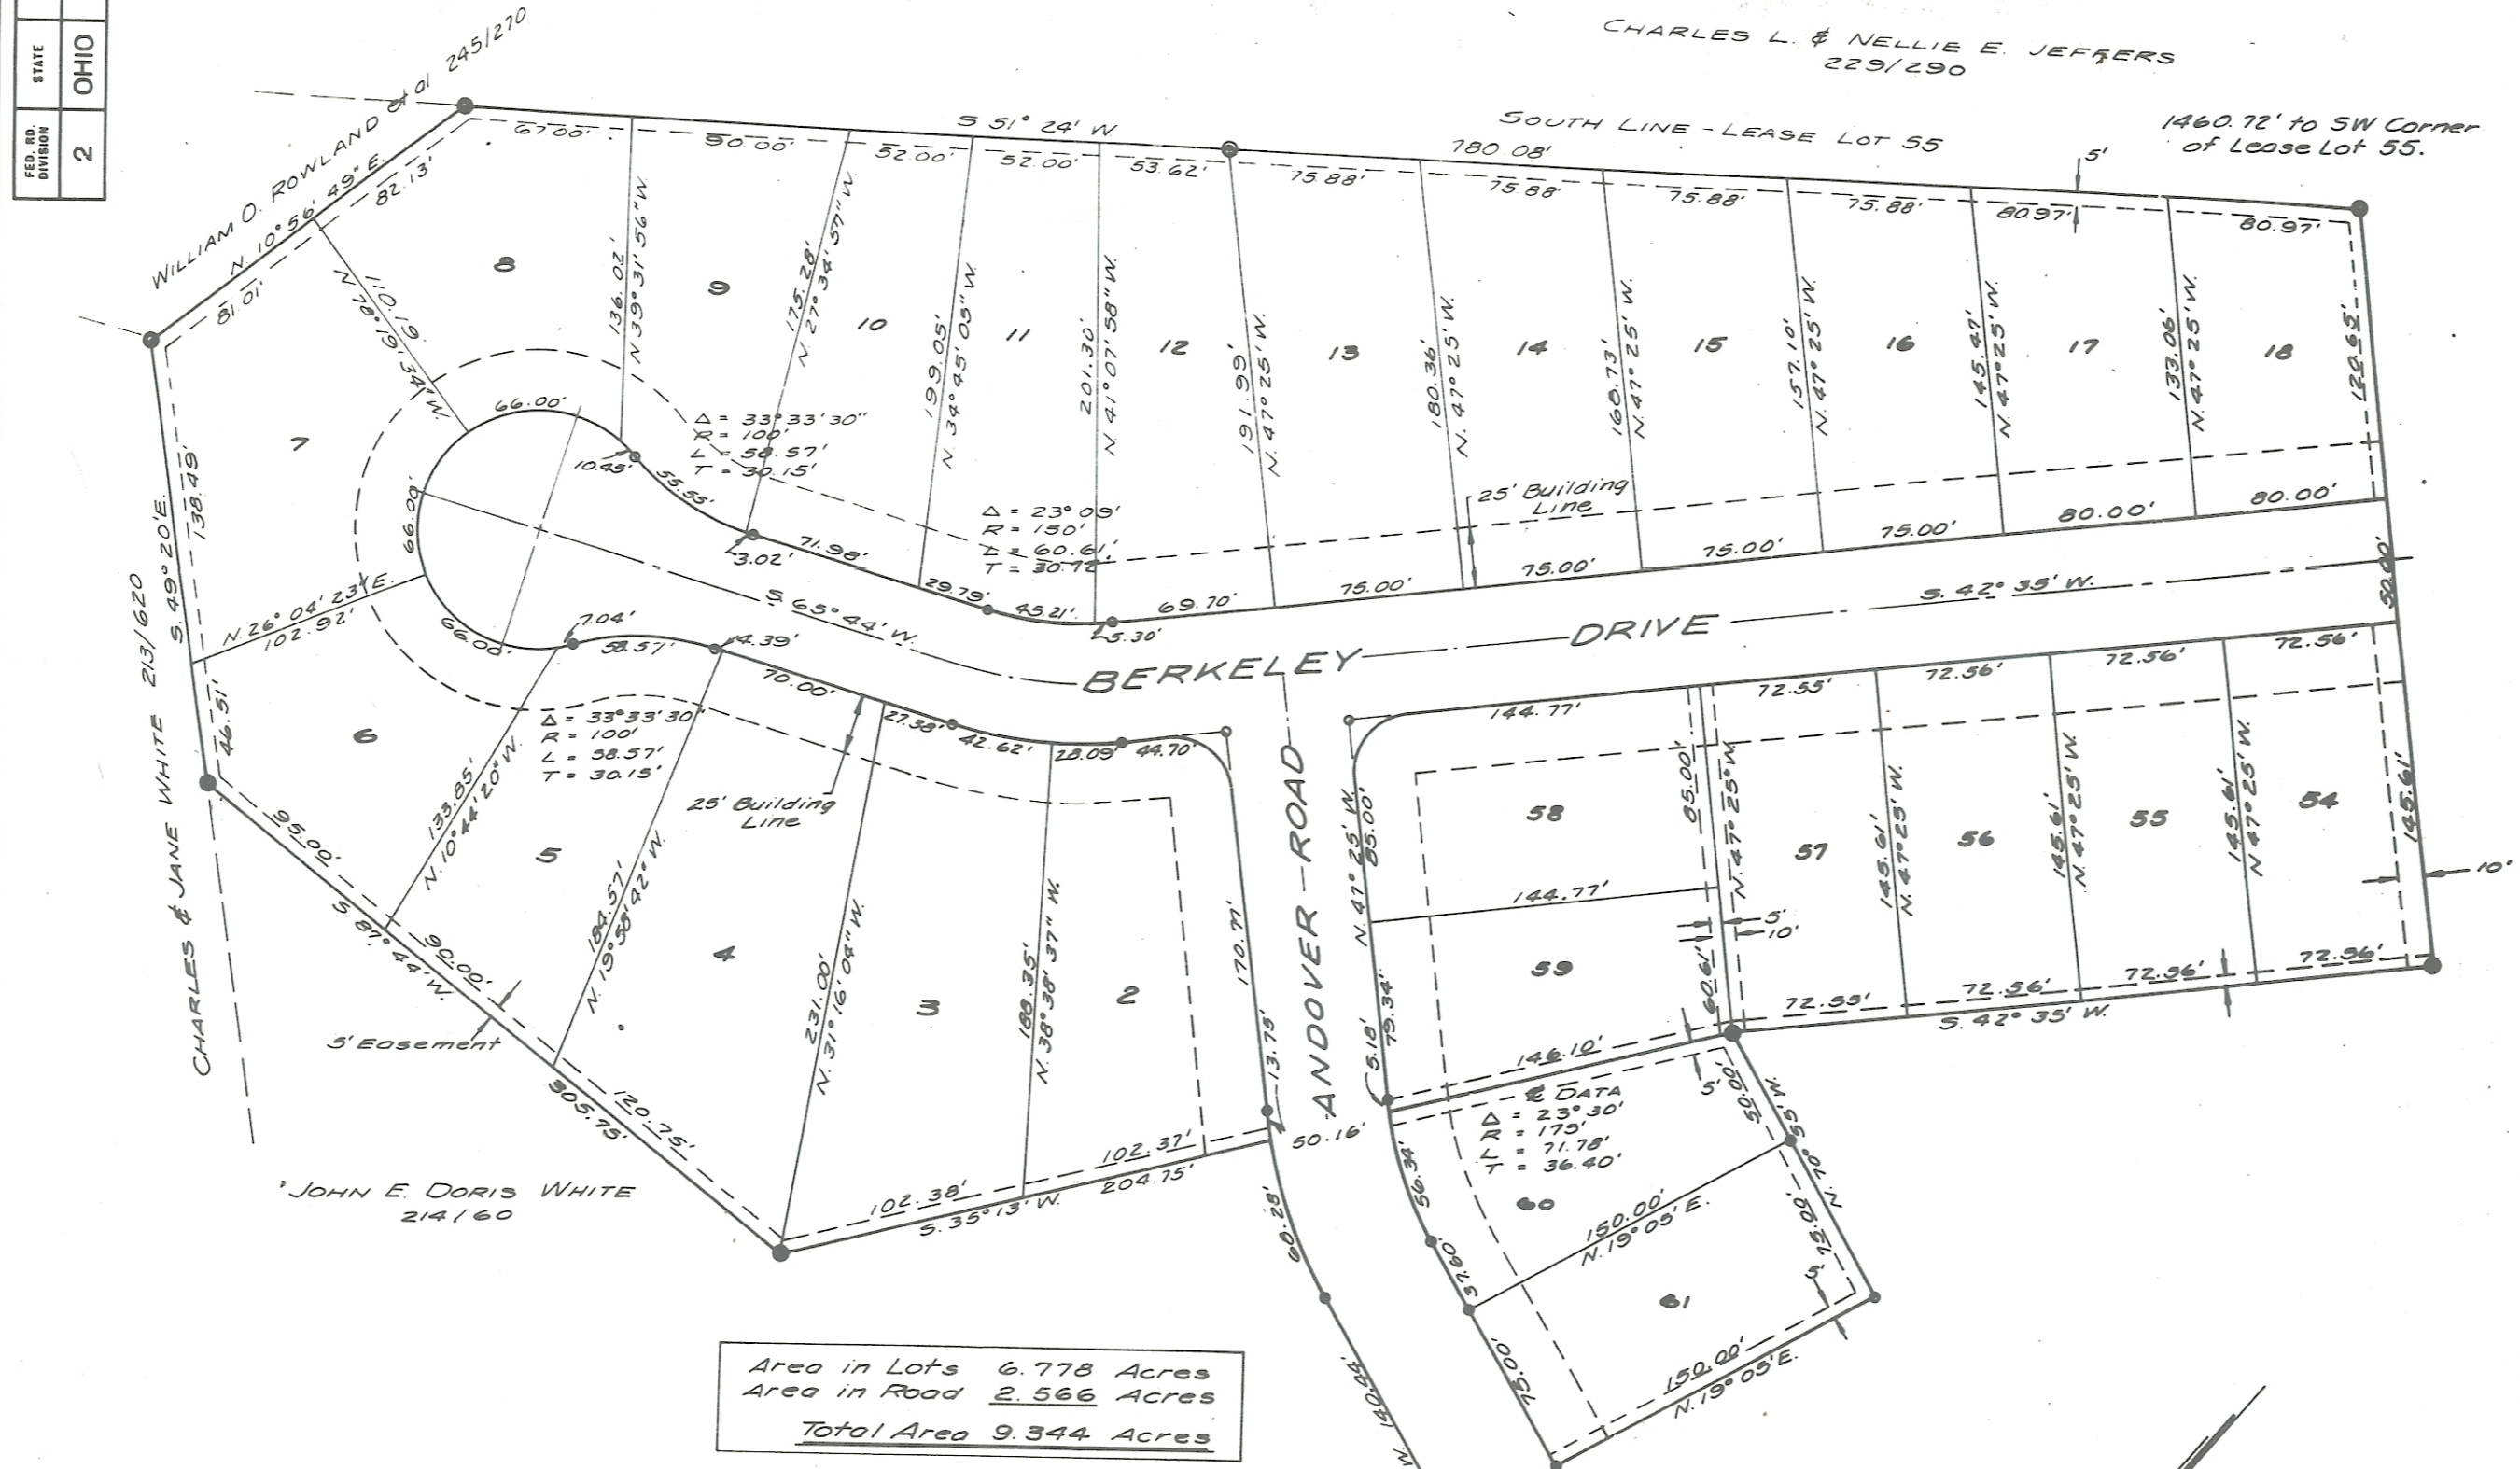 FED. RD. DIVISION
STATE
2
OHIO
CHARLES L. & NELLIE E. JEFFERS
229/290
WILLIAM O. ROWLAND et al 245/270
N. 10° 56' 49" E.
82.13'
81.01'
S 51° 24' W.
SOUTH LINE - LEASE LOT 55
780.08'
1460.72' to SW Corner
of Lease Lot 55.
5'
67.00'
90.00'
52.00'
52.00'
53.62'
75.88'
75.88'
75.88'
75.88'
80.97'
80.97'
8
9
10
11
12
13
14
15
16
17
18
7
101.19'
N. 78° 19' 34" W.
136.02'
N 39° 31' 56" W.
175.28'
N. 27° 34' 57" W.
199.05'
N. 34° 45' 05" W.
201.30'
N. 41° 07' 58" W.
191.99'
N. 47° 25' W.
180.36'
N. 47° 25' W.
168.73'
N. 47° 25' W.
157.10'
N. 47° 25' W.
145.47'
N. 47° 25' W.
133.06'
N. 47° 25' W.
120.65'
66.00'
10.45'
55.55'
Δ = 33° 33' 30"
R = 100'
L = 58.57'
T = 30.15'
3.02'
71.98'
29.79'
45.21'
5.30'
69.70'
75.00'
75.00'
75.00'
75.00'
80.00'
80.00'
Δ = 23° 09'
R = 150'
L = 60.61'
T = 30.72'
25' Building
Line
S. 49° 20' E.
138.49'
46.51'
CHARLES & JANE WHITE 213/620
66.00'
N. 26° 04' 23" E.
102.92'
66.00'
7.04'
58.57'
4.39'
S. 65° 44' W.
BERKELEY DRIVE
S. 42° 35' W.
50.00'
70.00'
27.38'
42.62'
28.09'
44.70'
Δ = 33° 33' 30"
R = 100'
L = 58.57'
T = 30.15'
25' Building
Line
6
5
4
3
2
133.85'
N. 10° 44' 20" W.
184.57'
N. 19° 58' 42" W.
231.00'
N. 31° 16' 04" W.
188.35'
N. 38° 38' 37" W.
170.71'
13.75'
95.00'
90.00'
120.75'
S. 87° 44' W.
305.75'
5' Easement
JOHN E. DORIS WHITE
214/60
102.38'
102.37'
S. 35° 13' W.
204.75'
ANDOVER ROAD
50.16'
60.28'
W. 140.44'
144.77'
72.55'
72.56'
72.56'
72.56'
N. 47° 25' W.
85.00'
58
85.00'
N. 47° 25' W.
144.77'
59
75.34'
5.18'
60.61'
5'
10'
146.10'
57
56
55
54
145.61'
N. 47° 25' W.
145.61'
N. 47° 25' W.
145.61'
N. 47° 25' W.
145.61'
10'
72.55'
72.56'
72.56'
72.56'
S. 42° 35' W.
℄ DATA
Δ = 23° 30'
R = 175'
L = 71.78'
T = 36.40'
5'
50.00'
N. 70° 55' W.
75.00'
56.34'
37.60'
60
150.00'
N. 19° 05' E.
61
5'
75.00'
150.00'
N. 19° 05' E.
Area in Lots 6.778 Acres
Area in Road 2.566 Acres
Total Area 9.344 Acres